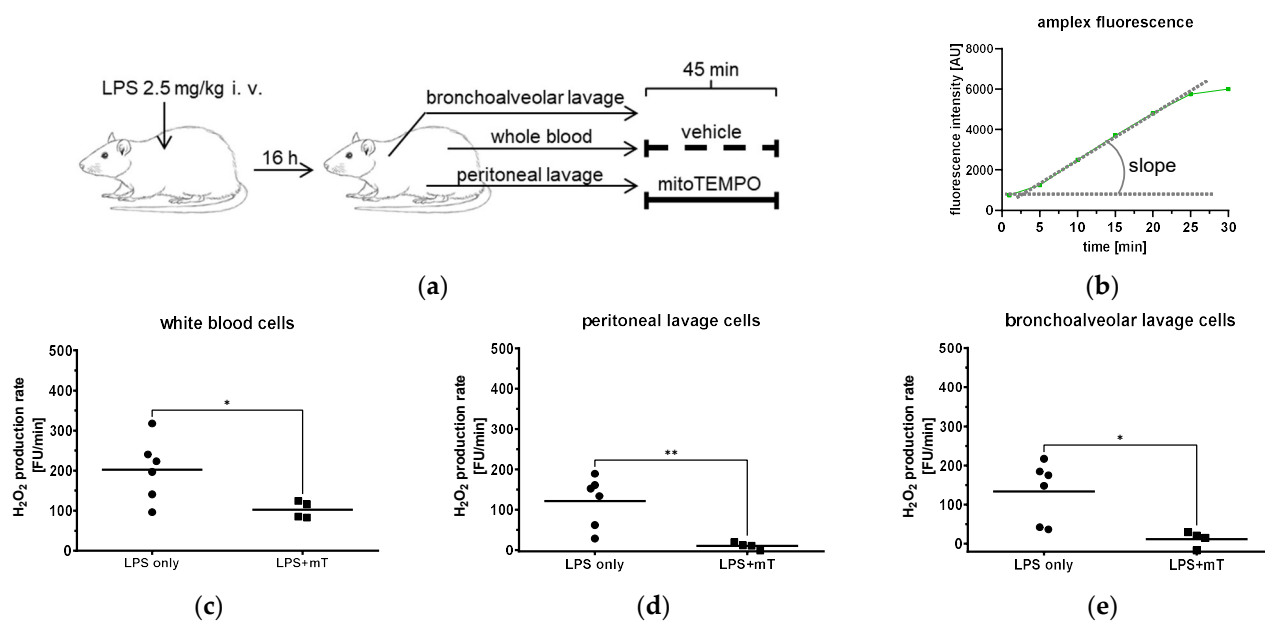 LPS 2.5 mg/kg i. v.
16 h
bronchoalveolar lavage
whole blood
peritoneal lavage
45 min
vehicle
mitoTEMPO
(a)
amplex fluorescence
fluorescence intensity [AU]
8000
6000
4000
2000
0
slope
0 5 10 15 20 25 30
time [min]
(b)
white blood cells
H₂O₂ production rate
[FU/min]
500
400
300
200
100
0
*
LPS only LPS+mT
(c)
peritoneal lavage cells
H₂O₂ production rate
[FU/min]
500
400
300
200
100
0
**
LPS only LPS+mT
(d)
bronchoalveolar lavage cells
H₂O₂ production rate
[FU/min]
500
400
300
200
100
0
*
LPS only LPS+mT
(e)